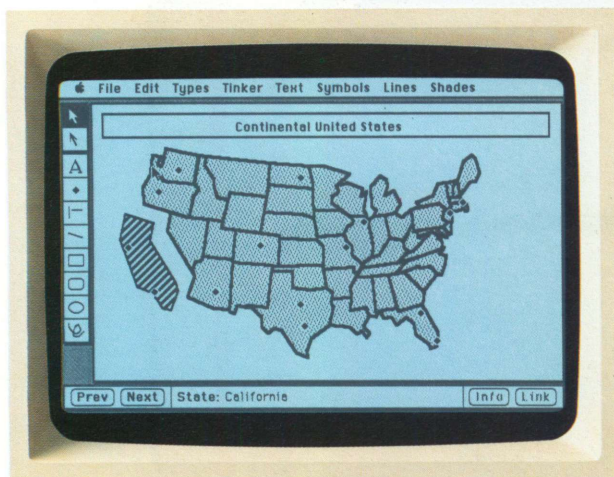 File Edit Types Tinker Text Symbols Lines Shades
Continental United States
A
Prev Next State: California Info Link